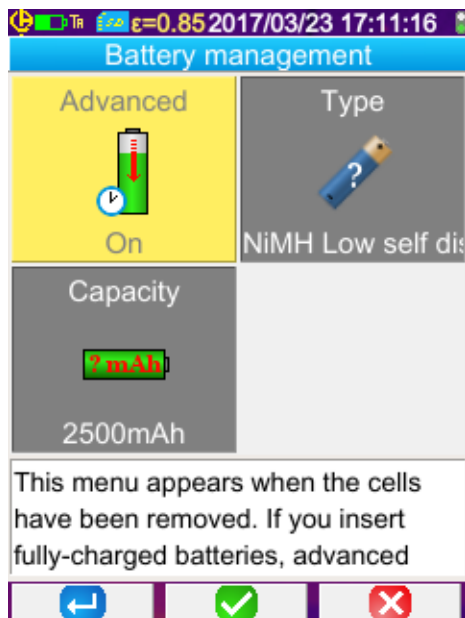 TA ε=0.85 2017/03/23 17:11:16
Battery management
Advanced
On
Type
?
NiMH Low self dis
Capacity
? mAh
2500mAh
This menu appears when the cells
have been removed. If you insert
fully-charged batteries, advanced